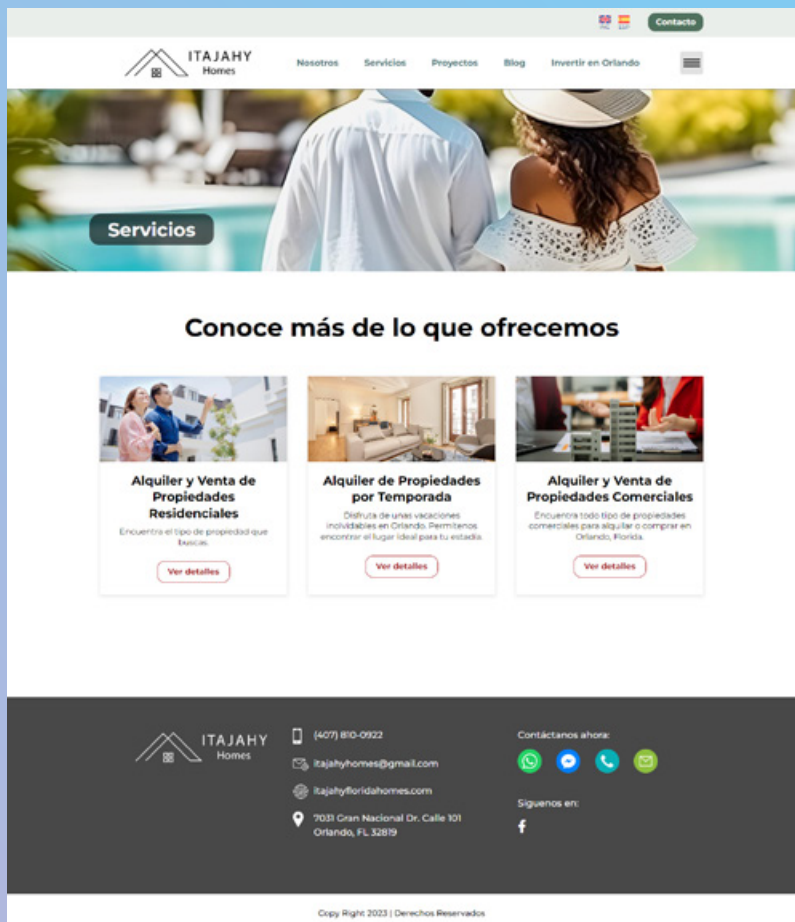 Contacto
ITAJAHY
Homes
Nosotros Servicios Proyectos Blog Invertir en Orlando
Servicios
Conoce más de lo que ofrecemos
Alquiler y Venta de
Propiedades
Residenciales
Encuentra el tipo de propiedad que
buscas.
Ver detalles
Alquiler de Propiedades
por Temporada
Disfruta de unas vacaciones
inolvidables en Orlando. Permítenos
encontrar el lugar ideal para tu estadía.
Ver detalles
Alquiler y Venta de
Propiedades Comerciales
Encuentra todo tipo de propiedades
comerciales para alquilar o comprar en
Orlando, Florida.
Ver detalles
ITAJAHY
Homes
(407) 810-0922
itajahyhomes@gmail.com
itajahyfloridahomes.com
7031 Gran Nacional Dr. Calle 101
Orlando, FL 32819
Contáctanos ahora:
Síguenos en:
Copy Right 2023 | Derechos Reservados